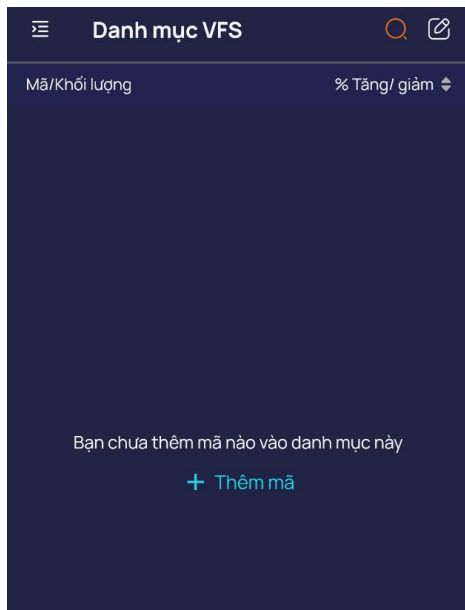 Danh mục VFS
Mã/Khối lượng % Tăng/ giảm
Bạn chưa thêm mã nào vào danh mục này
+ Thêm mã